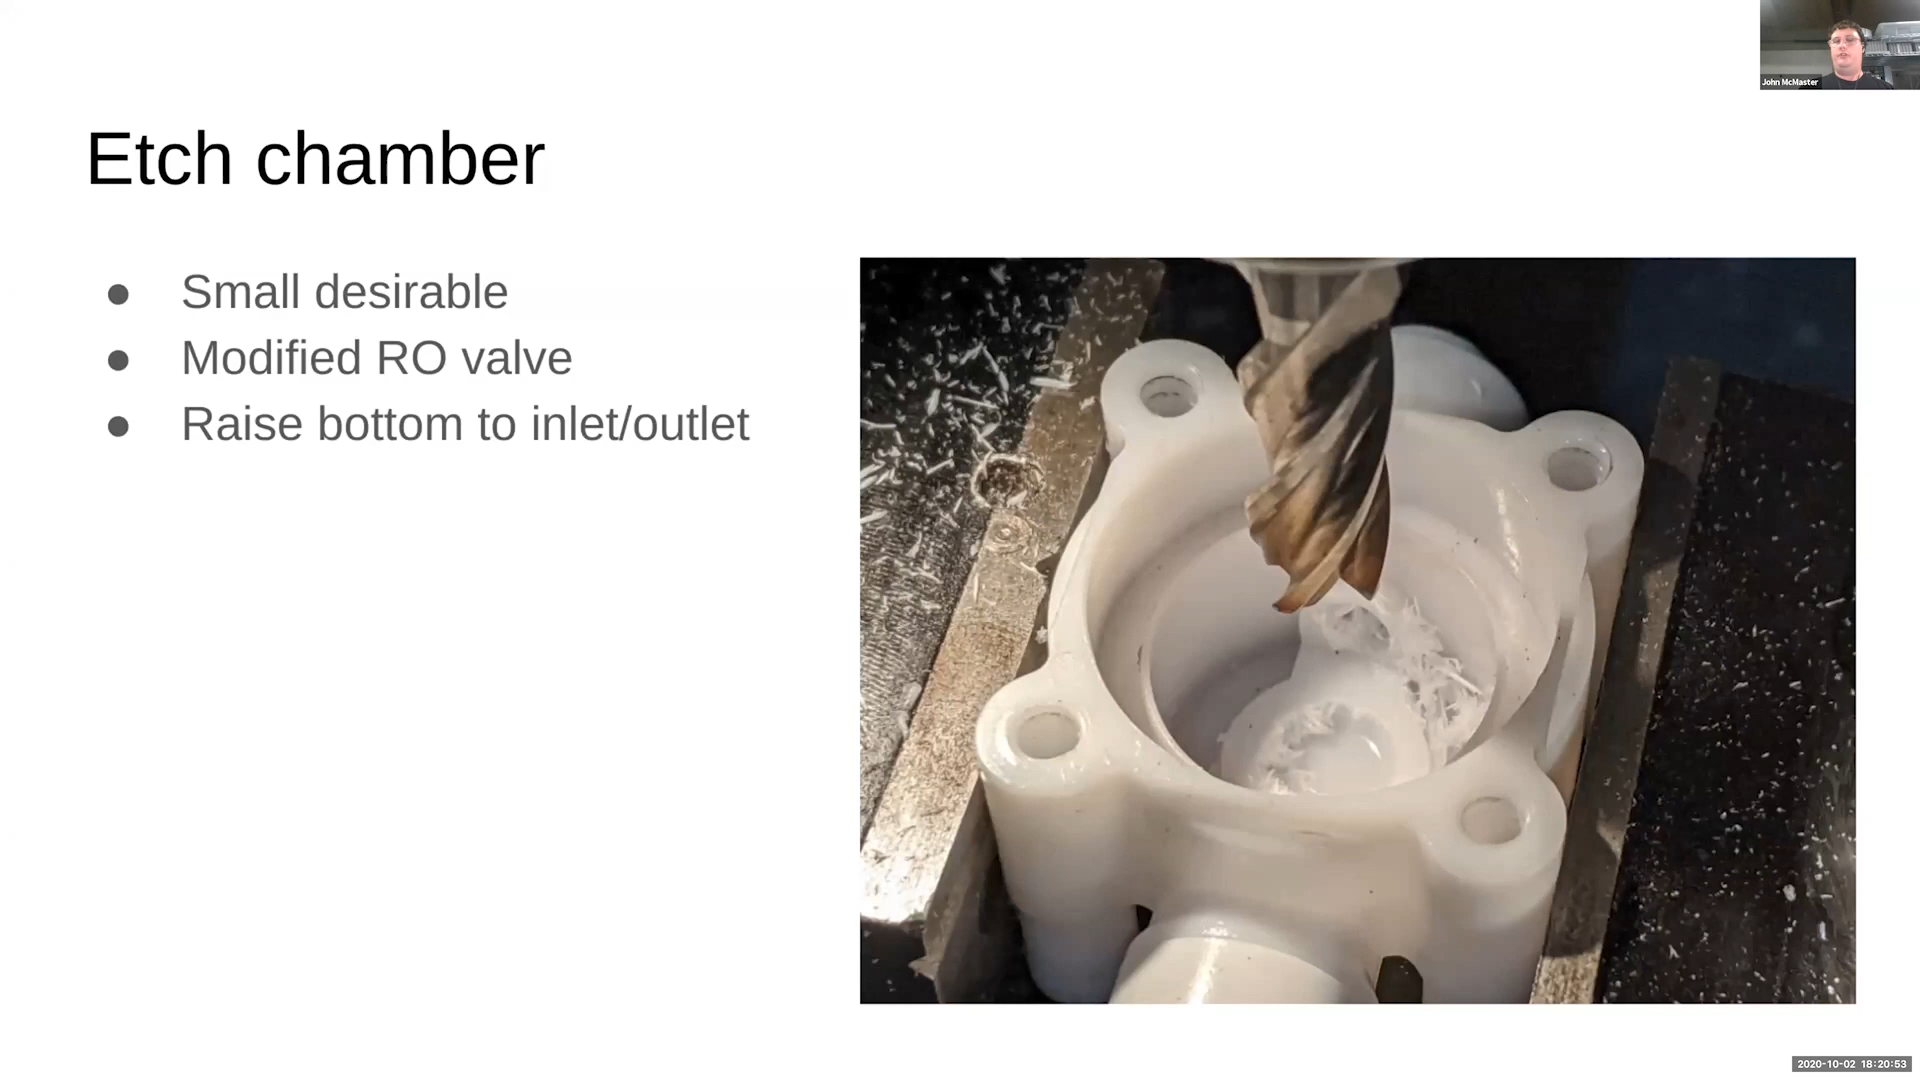 John McMaster
Etch chamber
Small desirable
Modified RO valve
Raise bottom to inlet/outlet
2020-10-02 18:20:53